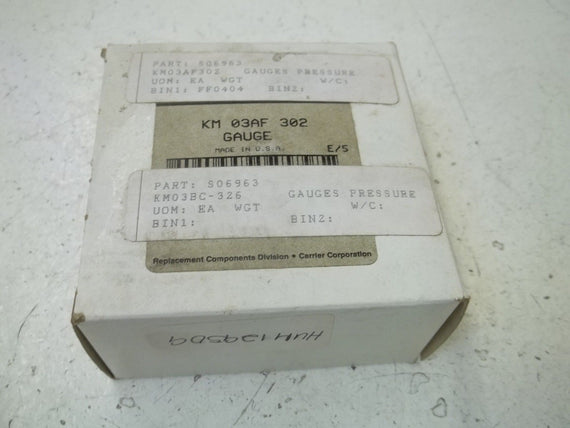 PART: S06963
KM03AF302 GAUGES PRESSURE
UOM: EA WGT W/C:
BIN1: FF0404 BIN2:
KM 03AF 302
GAUGE
MADE IN U.S.A.
E/5
PART: S06963
KM03BC-326 GAUGES PRESSURE
UOM: EA WGT W/C:
BIN1: BIN2:
Replacement Components Division • Carrier Corporation